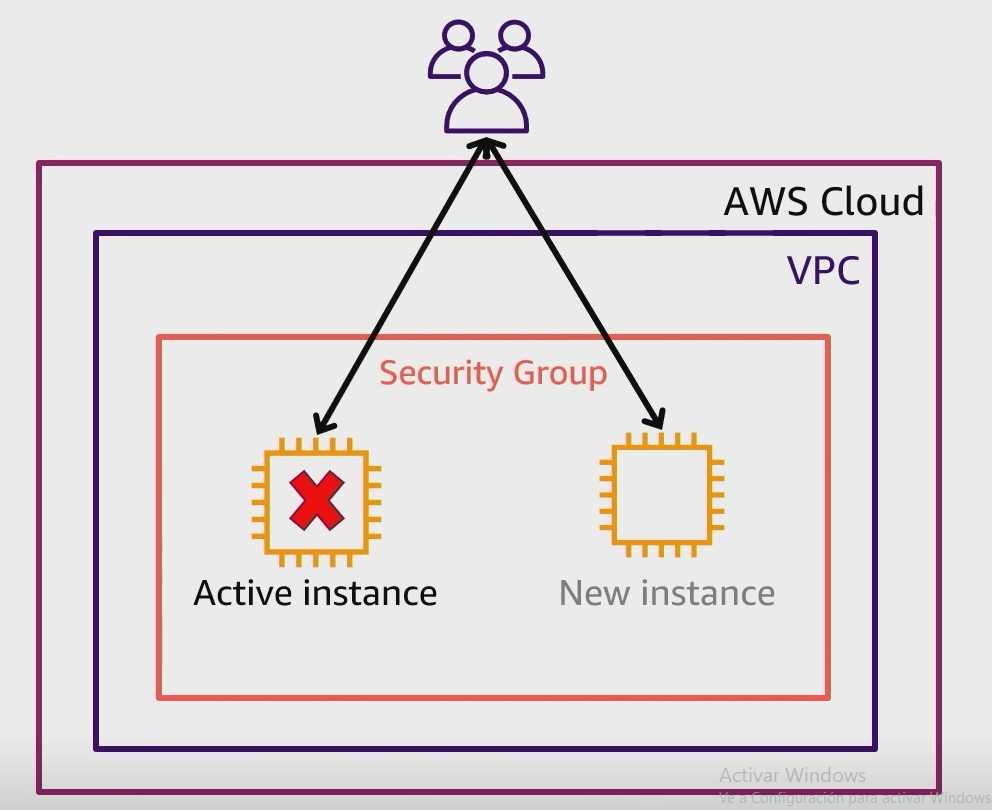 AWS Cloud
VPC
Security Group
Active instance
New instance
Activar Windows
Ve a Configuración para activar Windows